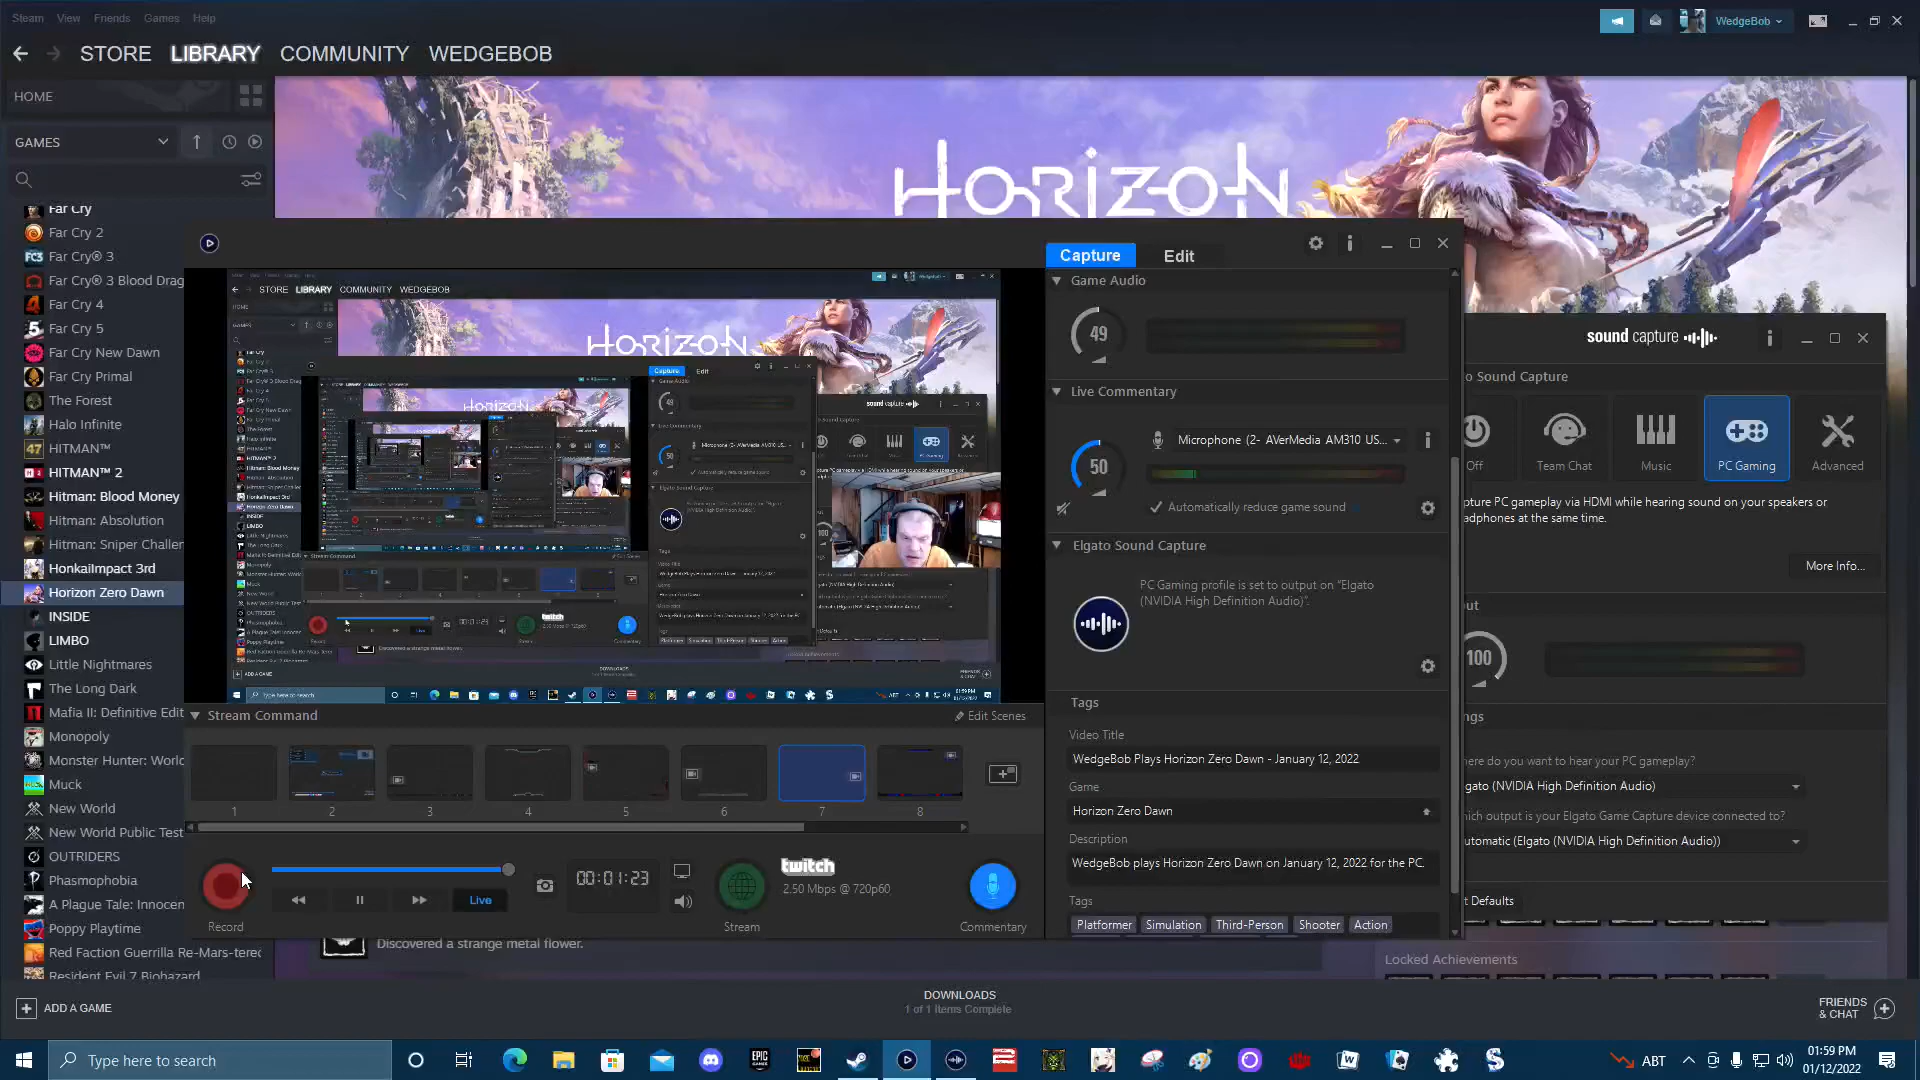 Steam View Friends Games Help
WedgeBob
STORE LIBRARY COMMUNITY WEDGEBOB
HOME
GAMES
Far Cry
Far Cry 2
Far Cry® 3
Far Cry® 3 Blood Drag
Far Cry 4
Far Cry 5
Far Cry New Dawn
Far Cry Primal
The Forest
Halo Infinite
HITMAN™
HITMAN™ 2
Hitman: Blood Money
Hitman: Absolution
Hitman: Sniper Challen
HonkaiImpact 3rd
Horizon Zero Dawn
INSIDE
LIMBO
Little Nightmares
The Long Dark
Mafia II: Definitive Edit
Monopoly
Monster Hunter: World
Muck
New World
New World Public Test
OUTRIDERS
Phasmophobia
A Plague Tale: Innocen
Poppy Playtime
Red Faction Guerrilla Re-Mars-tered
Resident Evil 7 Biohazard
ADD A GAME
HORIZON
Capture Edit
Game Audio
49
Live Commentary
50
Microphone (2- AVerMedia AM310 US...
Automatically reduce game sound
Elgato Sound Capture
PC Gaming profile is set to output on "Elgato
(NVIDIA High Definition Audio)".
Tags
Video Title
WedgeBob Plays Horizon Zero Dawn - January 12, 2022
Game
Horizon Zero Dawn
Description
WedgeBob plays Horizon Zero Dawn on January 12, 2022 for the PC.
Tags
Platformer Simulation Third-Person Shooter Action
STORE LIBRARY COMMUNITY WEDGEBOB
HORIZON
Stream Command
Edit Scenes
1 2 3 4 5 6 7 8
Record
Live
00:01:23
Stream
twitch
2.50 Mbps @ 720p60
Commentary
Discovered a strange metal flower.
sound capture
o Sound Capture
Off
Team Chat
Music
PC Gaming
Advanced
pture PC gameplay via HDMI while hearing sound on your speakers or
adphones at the same time.
More Info...
ut
100
ngs
here do you want to hear your PC gameplay?
gato (NVIDIA High Definition Audio)
hich output is your Elgato Game Capture device connected to?
utomatic (Elgato (NVIDIA High Definition Audio))
t Defaults
Locked Achievements
DOWNLOADS
1 of 1 Items Complete
FRIENDS
& CHAT
Type here to search
EPIC
GAMES
ABT
01:59 PM
01/12/2022